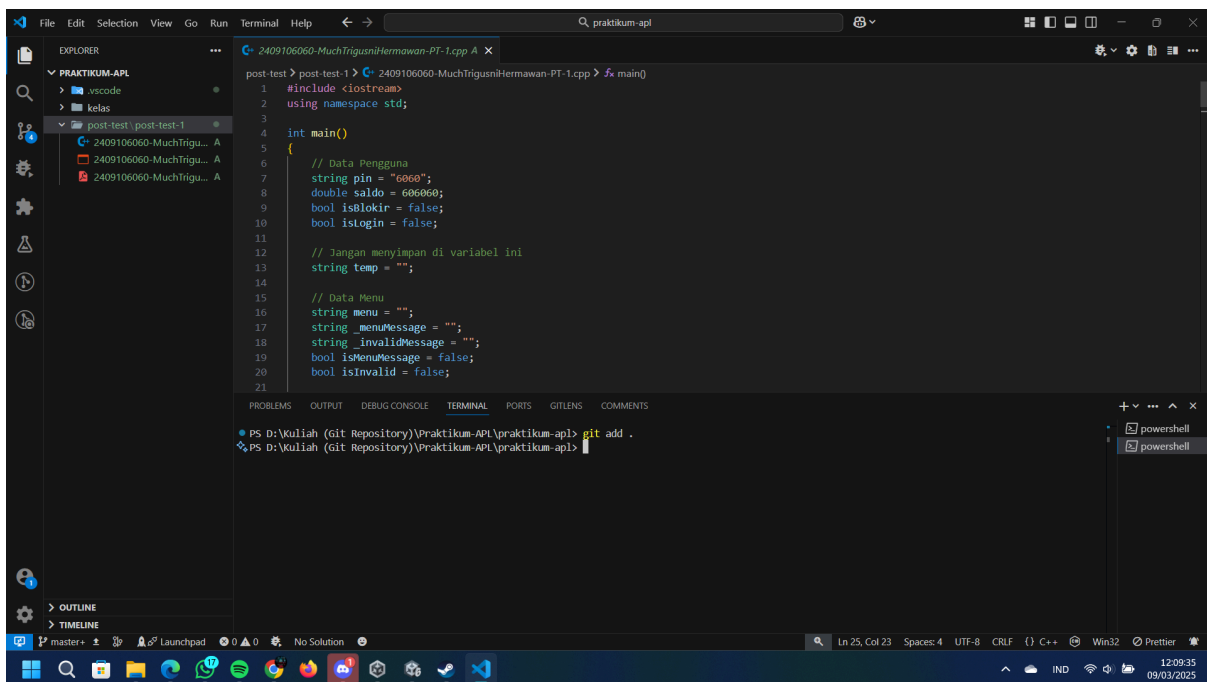 File Edit Selection View Go Run Terminal Help praktikum-apl
EXPLORER
PRAKTIKUM-APL
.vscode
kelas
post-test \ post-test-1
2409106060-MuchTrigu... A
2409106060-MuchTrigu... A
2409106060-MuchTrigu... A
4
1
OUTLINE
TIMELINE
2409106060-MuchTrigusniHermawan-PT-1.cpp A
post-test > post-test-1 > 2409106060-MuchTrigusniHermawan-PT-1.cpp > main()
1 #include <iostream>
2 using namespace std;
3
4 int main()
5 {
6 // Data Pengguna
7 string pin = "6060";
8 double saldo = 606060;
9 bool isBlokir = false;
10 bool isLogin = false;
11
12 // Jangan menyimpan di variabel ini
13 string temp = "";
14
15 // Data Menu
16 string menu = "";
17 string _menuMessage = "";
18 string _invalidMessage = "";
19 bool isMenuMessage = false;
20 bool isInvalid = false;
21
PROBLEMS OUTPUT DEBUG CONSOLE TERMINAL PORTS GITLENS COMMENTS
PS D:\Kuliah (Git Repository)\Praktikum-APL\praktikum-apl> git add .
PS D:\Kuliah (Git Repository)\Praktikum-APL\praktikum-apl>
powershell
powershell
master+ Launchpad 0 0 No Solution Ln 25, Col 23 Spaces: 4 UTF-8 CRLF {} C++ Win32 Prettier
17
1
IND 12:09:35
09/03/2025